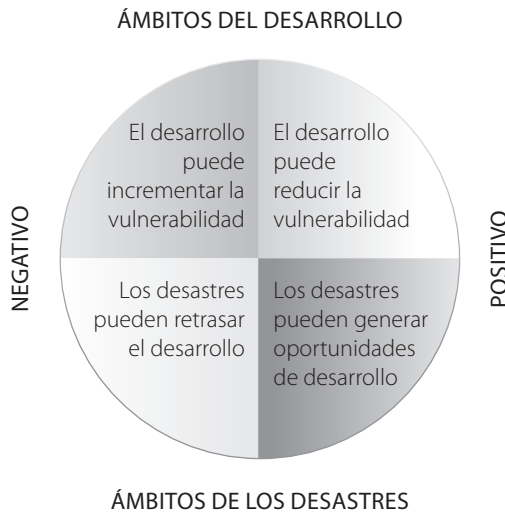 ÁMBITOS DEL DESARROLLO
El desarrollo
puede
incrementar la
vulnerabilidad
El desarrollo
puede
reducir la
vulnerabilidad
NEGATIVO
POSITIVO
Los desastres
pueden retrasar
el desarrollo
Los desastres
pueden generar
oportunidades
de desarrollo
ÁMBITOS DE LOS DESASTRES